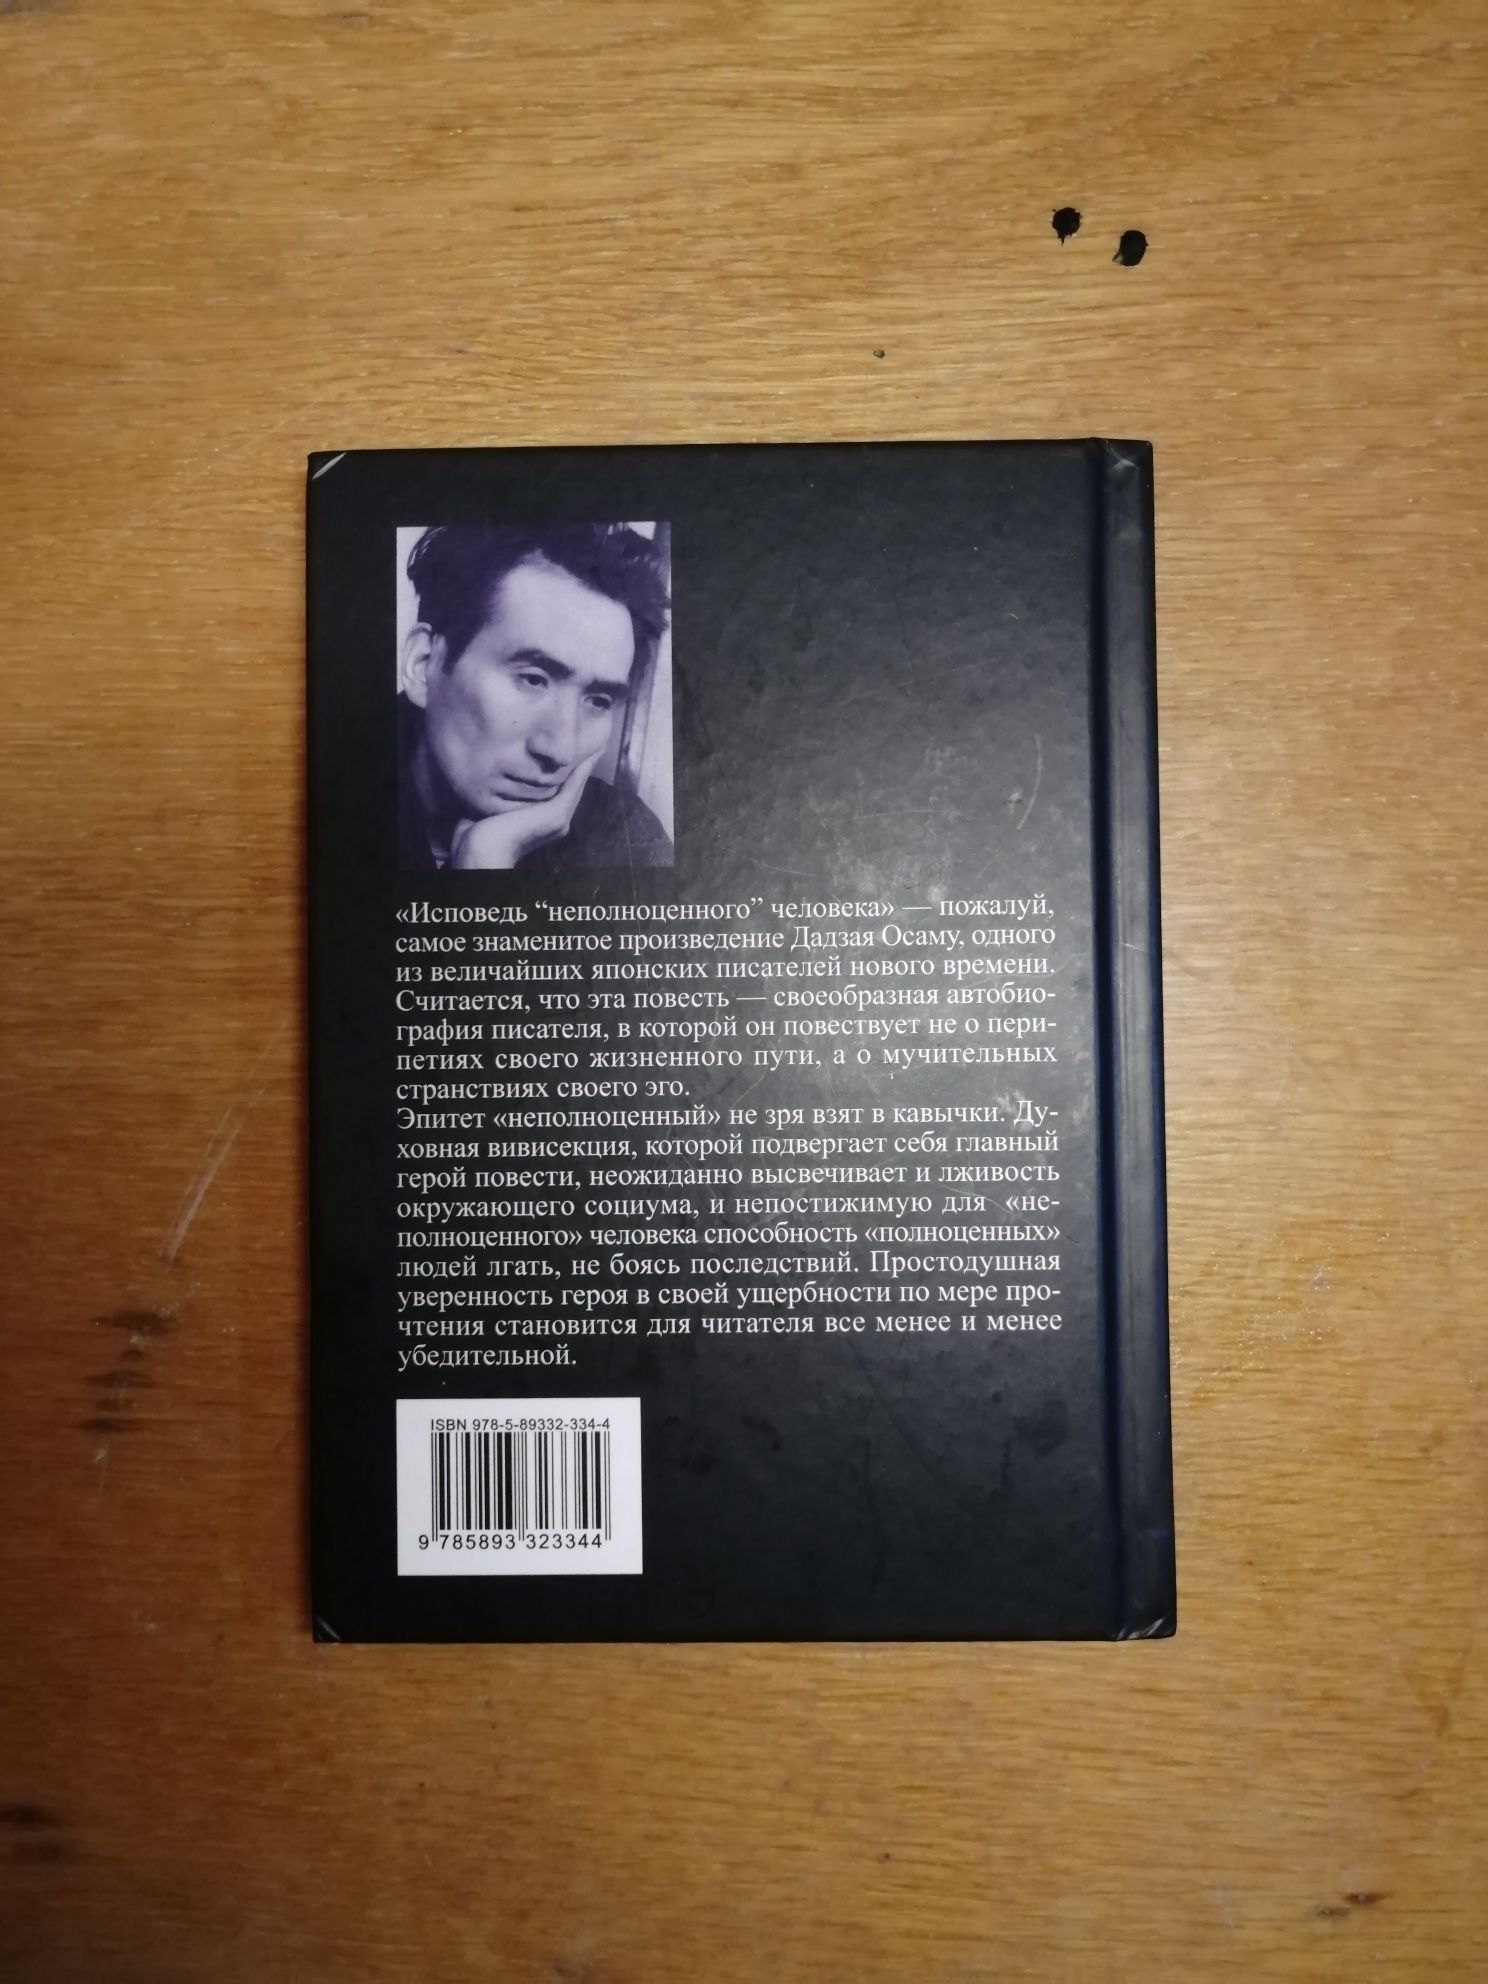 «Исповедь “неполноценного” человека» — пожалуй,
самое знаменитое произведение Дадзая Осаму, одного
из величайших японских писателей нового времени.
Считается, что эта повесть — своеобразная автобио-
графия писателя, в которой он повествует не о пери-
петиях своего жизненного пути, а о мучительных
странствиях своего эго.
Эпитет «неполноценный» не зря взят в кавычки. Ду-
ховная вивисекция, которой подвергает себя главный
герой повести, неожиданно высвечивает и лживость
окружающего социума, и непостижимую для «не-
полноценного» человека способность «полноценных»
людей лгать, не боясь последствий. Простодушная
уверенность героя в своей ущербности по мере про-
чтения становится для читателя все менее и менее
убедительной.
ISBN 978-5-89332-334-4
9 785893 323344